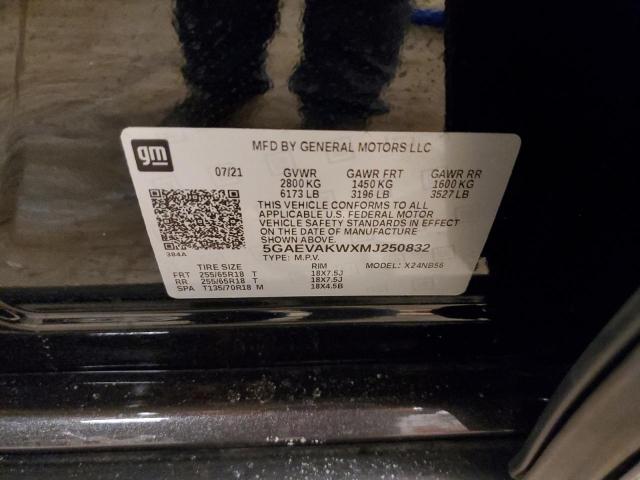 gm
MFD BY GENERAL MOTORS LLC
07/21 GVWR GAWR FRT GAWR RR
2800 KG 1450 KG 1600 KG
6173 LB 3196 LB 3527 LB
THIS VEHICLE CONFORMS TO ALL
APPLICABLE U.S. FEDERAL MOTOR
VEHICLE SAFETY STANDARDS IN EFFECT
ON THE DATE OF MANUFACTURE
SHOWN ABOVE.
384A 5GAEVAKWXMJ250832
TYPE: M.P.V.
TIRE SIZE RIM MODEL: X24NB56
FRT 255/65R18 T 18X7.5J
RR 255/65R18 T 18X7.5J
SPA T135/70R18 M 18X4.5B